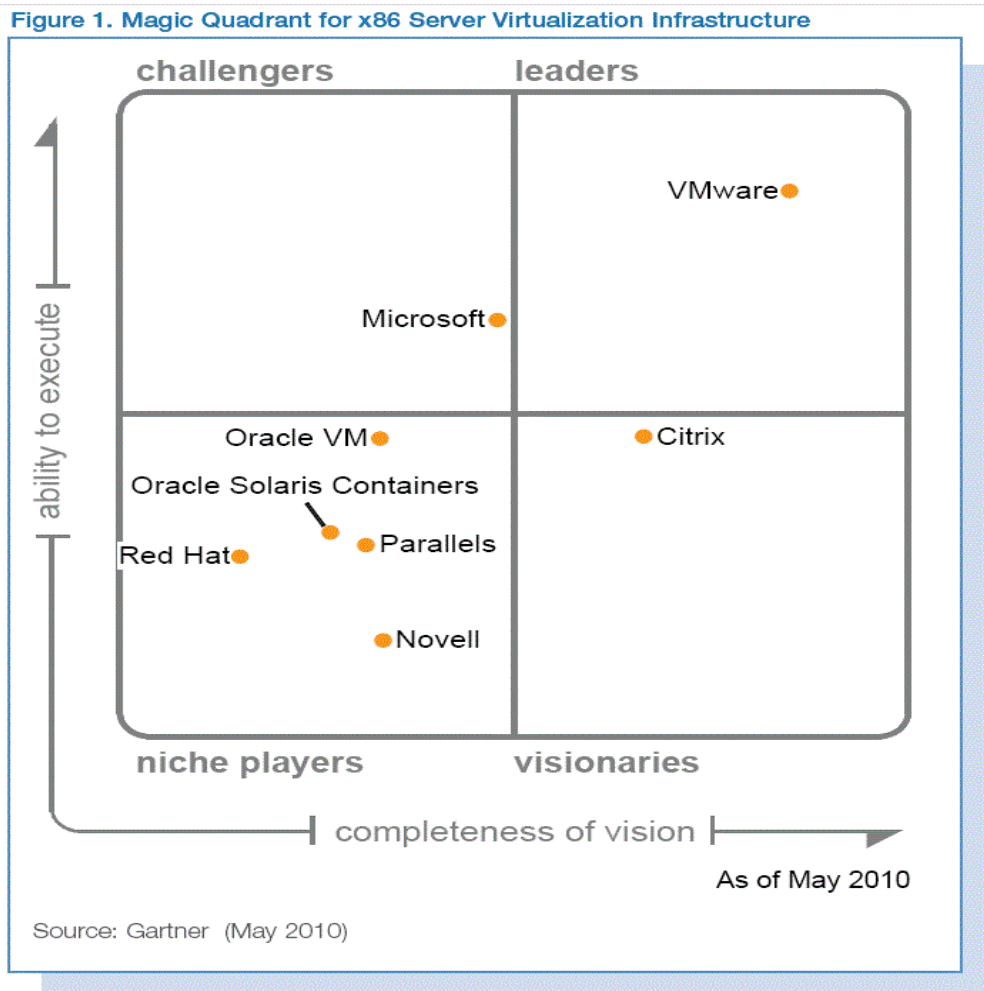 Figure 1. Magic Quadrant for x86 Server Virtualization Infrastructure
challengers
leaders
VMware
Microsoft
ability to execute
Oracle VM
Citrix
Oracle Solaris Containers
Parallels
Red Hat
Novell
niche players
visionaries
completeness of vision
As of May 2010
Source: Gartner (May 2010)